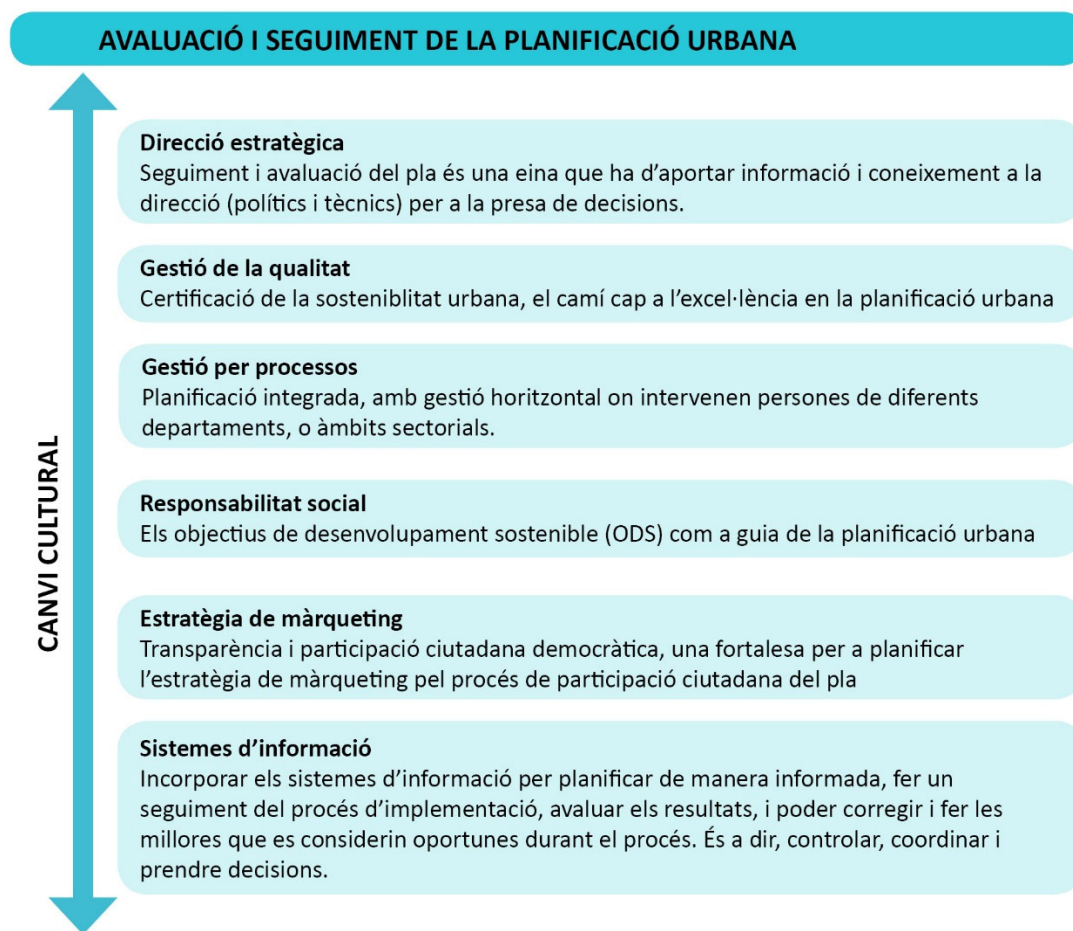 AVALUACIÓ I SEGUIMENT DE LA PLANIFICACIÓ URBANA
CANVI CULTURAL
Direcció estratègica
Seguiment i avaluació del pla és una eina que ha d’aportar informació i coneixement a la
direcció (polítics i tècnics) per a la presa de decisions.
Gestió de la qualitat
Certificació de la sosteniblitat urbana, el camí cap a l’excel·lència en la planificació urbana
Gestió per processos
Planificació integrada, amb gestió horitzontal on intervenen persones de diferents
departaments, o àmbits sectorials.
Responsabilitat social
Els objectius de desenvolupament sostenible (ODS) com a guia de la planificació urbana
Estratègia de màrqueting
Transparència i participació ciutadana democràtica, una fortalesa per a planificar
l’estratègia de màrqueting pel procés de participació ciutadana del pla
Sistemes d’informació
Incorporar els sistemes d’informació per planificar de manera informada, fer un
seguiment del procés d’implementació, avaluar els resultats, i poder corregir i fer les
millores que es considerin oportunes durant el procés. És a dir, controlar, coordinar i
prendre decisions.